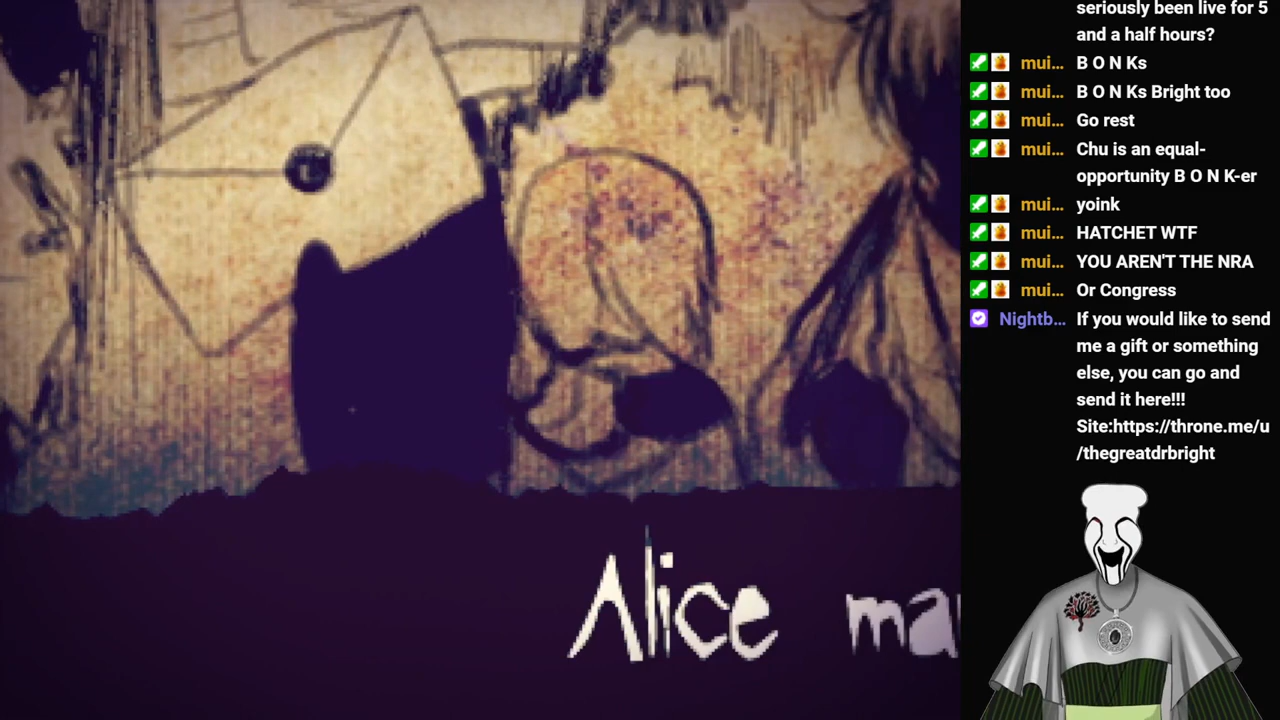 seriously been live for 5
and a half hours?
mui... B O N Ks
mui... B O N Ks Bright too
mui... Go rest
mui... Chu is an equal-
opportunity B O N K-er
mui... yoink
mui... HATCHET WTF
mui... YOU AREN'T THE NRA
mui... Or Congress
Nightb... If you would like to send
me a gift or something
else, you can go and
send it here!!!
Site:https://throne.me/u
/thegreatdrbright
Alice ma